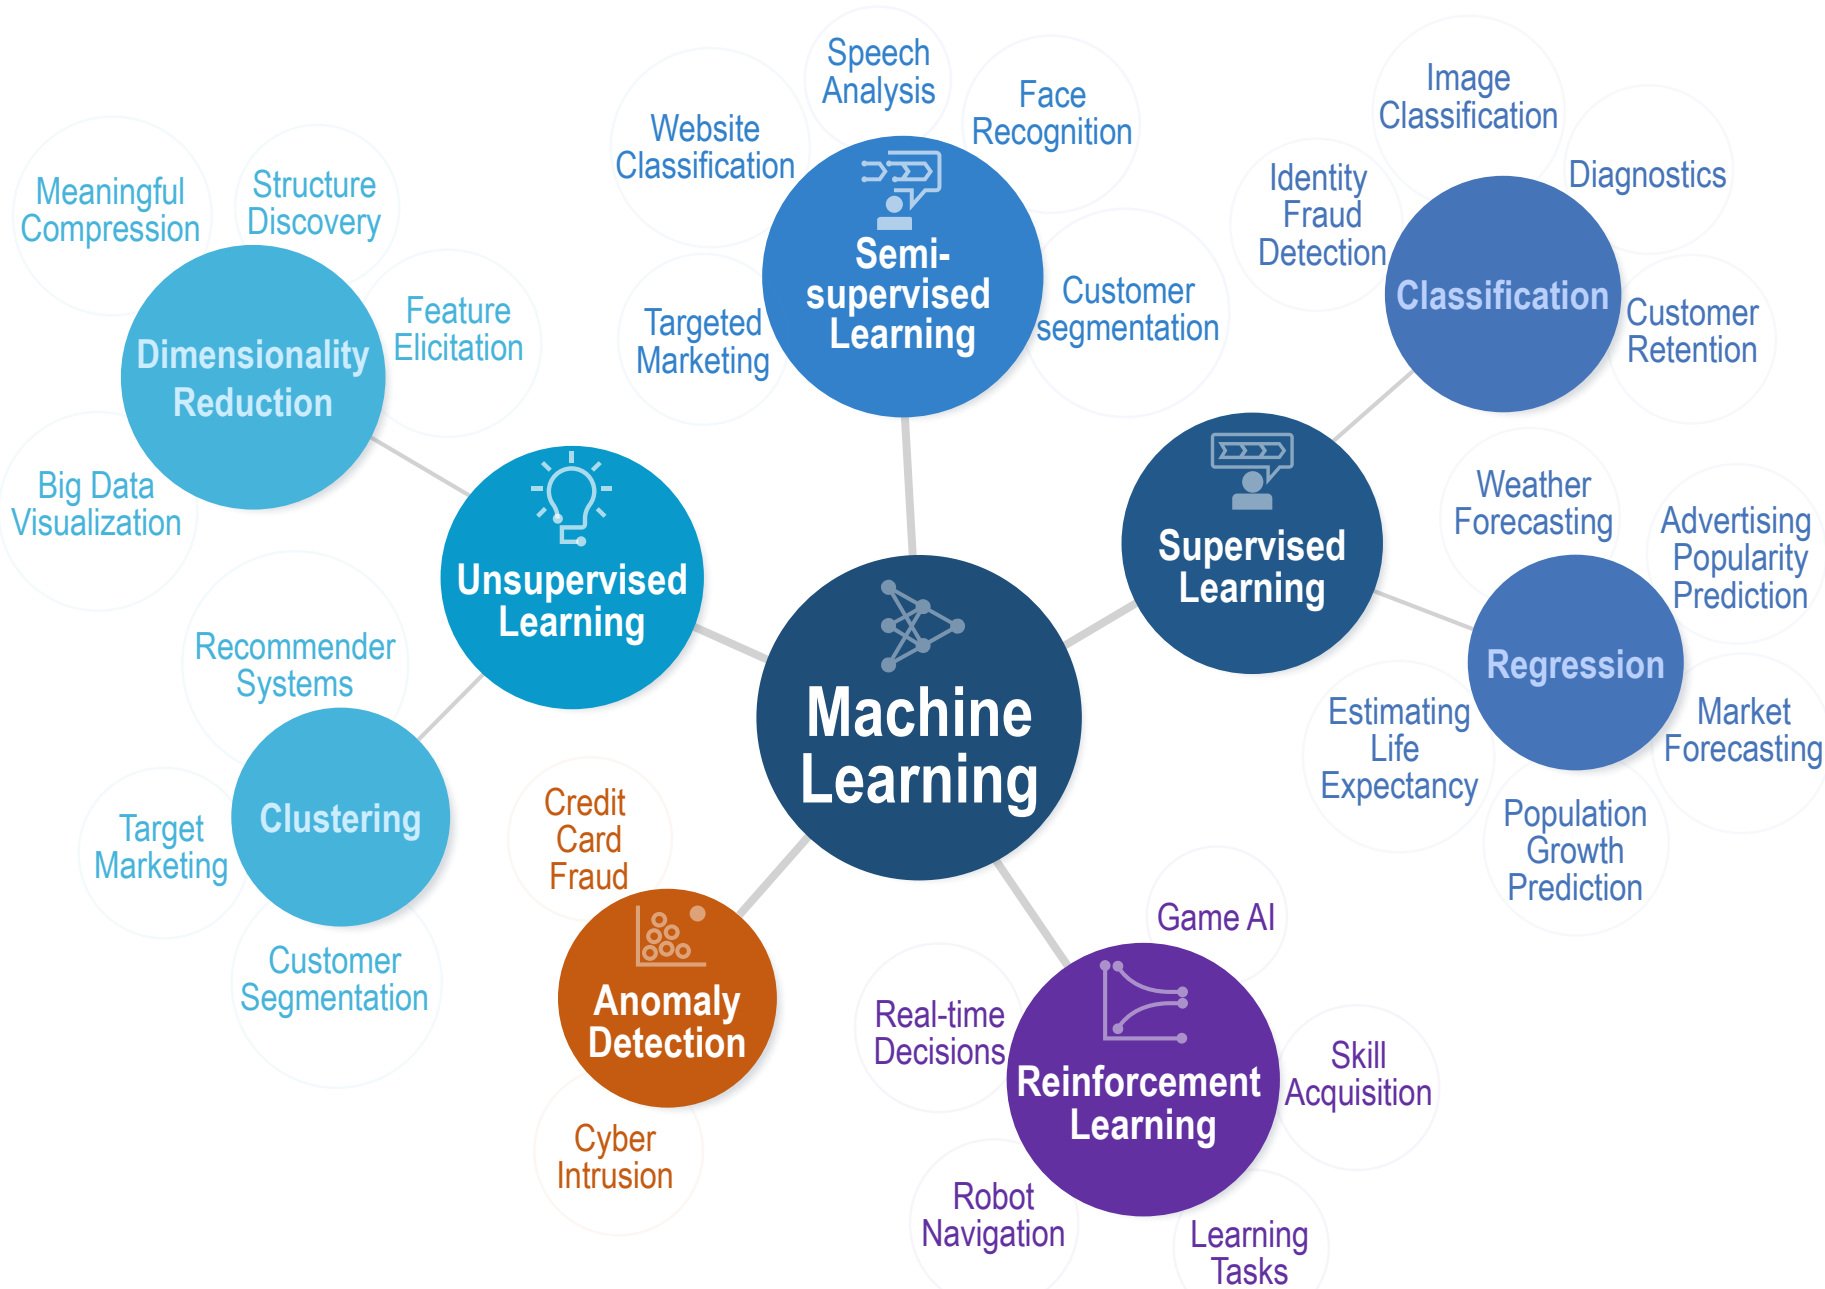 Speech
Analysis
Face
Recognition
Website
Classification
Semi-
supervised
Learning
Targeted
Marketing
Customer
segmentation
Image
Classification
Identity
Fraud
Detection
Diagnostics
Classification
Customer
Retention
Meaningful
Compression
Structure
Discovery
Feature
Elicitation
Dimensionality
Reduction
Big Data
Visualization
Unsupervised
Learning
Recommender
Systems
Clustering
Target
Marketing
Customer
Segmentation
Supervised
Learning
Weather
Forecasting
Advertising
Popularity
Prediction
Regression
Estimating
Life
Expectancy
Market
Forecasting
Population
Growth
Prediction
Machine
Learning
Credit
Card
Fraud
Anomaly
Detection
Cyber
Intrusion
Game AI
Real-time
Decisions
Reinforcement
Learning
Skill
Acquisition
Robot
Navigation
Learning
Tasks